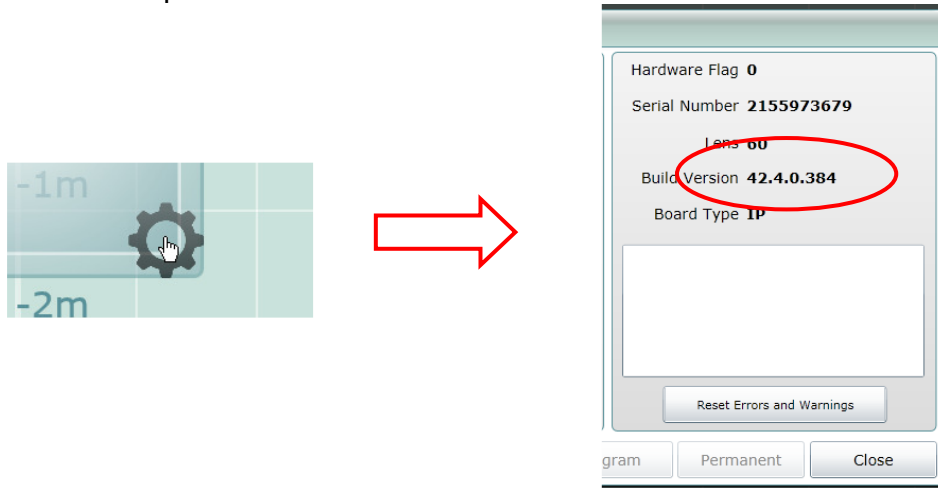 -1m
-2m
Hardware Flag 0
Serial Number 2155973679
Lens 60
Build Version 42.4.0.384
Board Type IP
Reset Errors and Warnings
gram
Permanent
Close